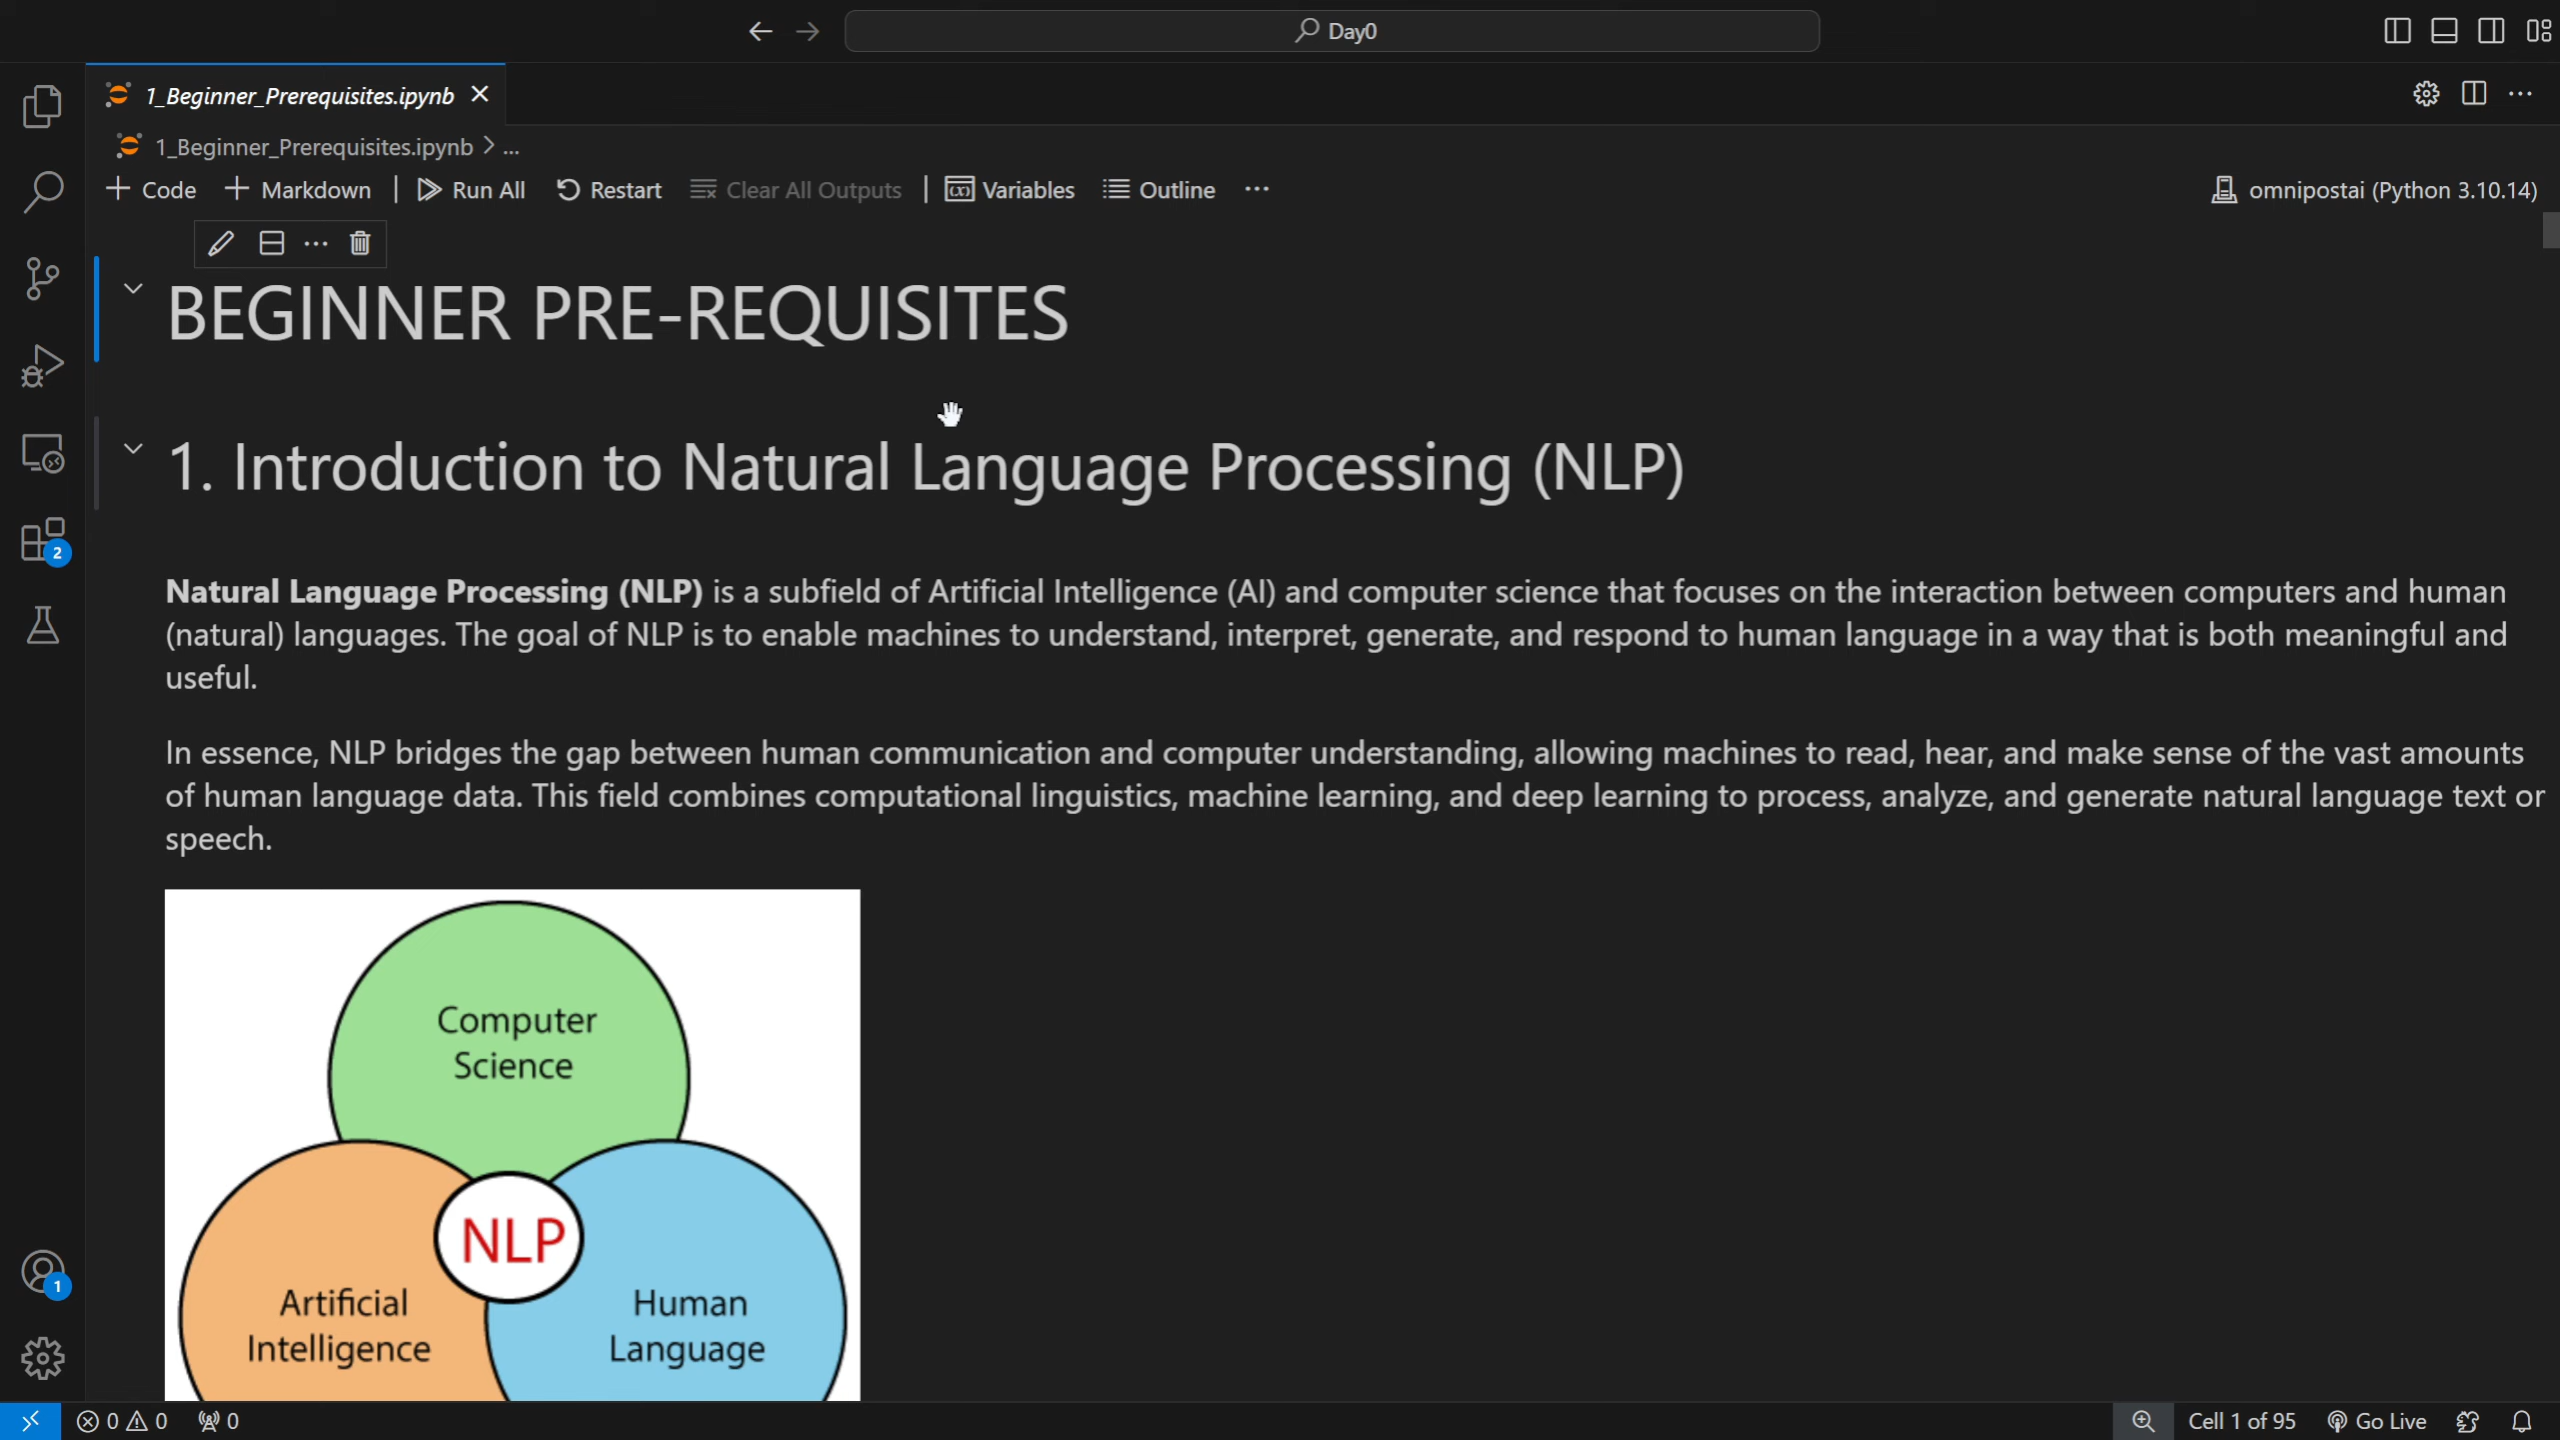 Day0
1_Beginner_Prerequisites.ipynb
1_Beginner_Prerequisites.ipynb > ...
Code Markdown Run All Restart Clear All Outputs Variables Outline ... omnipostai (Python 3.10.14)
BEGINNER PRE-REQUISITES
1. Introduction to Natural Language Processing (NLP)
Natural Language Processing (NLP) is a subfield of Artificial Intelligence (AI) and computer science that focuses on the interaction between computers and human
(natural) languages. The goal of NLP is to enable machines to understand, interpret, generate, and respond to human language in a way that is both meaningful and
useful.
In essence, NLP bridges the gap between human communication and computer understanding, allowing machines to read, hear, and make sense of the vast amounts
of human language data. This field combines computational linguistics, machine learning, and deep learning to process, analyze, and generate natural language text or
speech.
Computer
Science
NLP
Artificial
Intelligence
Human
Language
2
1
0 0 0 Cell 1 of 95 Go Live